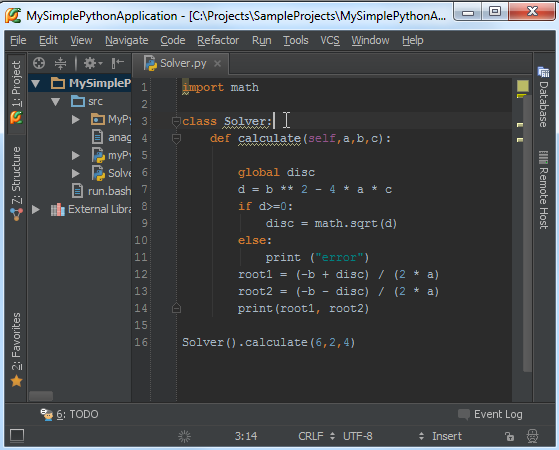 MySimplePythonApplication - [C:\Projects\SampleProjects\MySimplePythonA...
File Edit View Navigate Code Refactor Run Tools VCS Window Help
Solver.py
1: Project
Z: Structure
2: Favorites
MySimpleP
src
MyPy
anag
myPy
Solve
run.bash
External Libra
1 import math
2
3 class Solver:
4 def calculate(self,a,b,c):
5
6 global disc
7 d = b ** 2 - 4 * a * c
8 if d>=0:
9 disc = math.sqrt(d)
10 else:
11 print ("error")
12 root1 = (-b + disc) / (2 * a)
13 root2 = (-b - disc) / (2 * a)
14 print(root1, root2)
15
16 Solver().calculate(6,2,4)
Database
Remote Host
6: TODO
Event Log
3:14 CRLF UTF-8 Insert